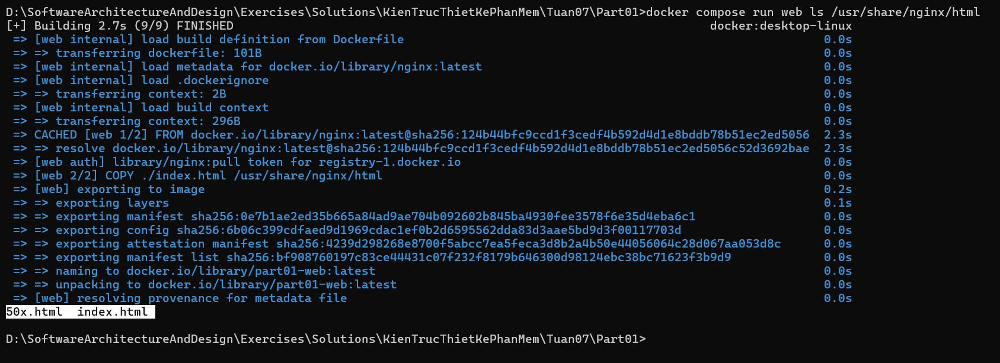 D:\SoftwareArchitectureAndDesign\Exercises\Solutions\KienTrucThietKePhanMem\Tuan07\Part01>docker compose run web ls /usr/share/nginx/html
[+] Building 2.7s (9/9) FINISHED docker:desktop-linux
=> [web internal] load build definition from Dockerfile 0.0s
=> => transferring dockerfile: 101B 0.0s
=> [web internal] load metadata for docker.io/library/nginx:latest 0.0s
=> [web internal] load .dockerignore 0.0s
=> => transferring context: 2B 0.0s
=> [web internal] load build context 0.0s
=> => transferring context: 296B 0.0s
=> CACHED [web 1/2] FROM docker.io/library/nginx:latest@sha256:124b44bfc9ccd1f3cedf4b592d4d1e8bddb78b51ec2ed5056 2.3s
=> => resolve docker.io/library/nginx:latest@sha256:124b44bfc9ccd1f3cedf4b592d4d1e8bddb78b51ec2ed5056c52d3692bae 2.3s
=> [web auth] library/nginx:pull token for registry-1.docker.io 0.0s
=> [web 2/2] COPY ./index.html /usr/share/nginx/html 0.0s
=> [web] exporting to image 0.2s
=> => exporting layers 0.1s
=> => exporting manifest sha256:0e7b1ae2ed35b665a84ad9ae704b092602b845ba4930fee3578f6e35d4eba6c1 0.0s
=> => exporting config sha256:6b06c399cdfaed9d1969cdac1ef0b2d6595562dda83d3aae5bd9d3f00117703d 0.0s
=> => exporting attestation manifest sha256:4239d298268e8700f5abcc7ea5feca3d8b2a4b50e44056064c28d067aa053d8c 0.0s
=> => exporting manifest list sha256:bf908760197c83ce44431c07f232f8179b646300d98124ebc38bc71623f3b9d9 0.0s
=> => naming to docker.io/library/part01-web:latest 0.0s
=> => unpacking to docker.io/library/part01-web:latest 0.0s
=> [web] resolving provenance for metadata file 0.0s
50x.html index.html
D:\SoftwareArchitectureAndDesign\Exercises\Solutions\KienTrucThietKePhanMem\Tuan07\Part01>